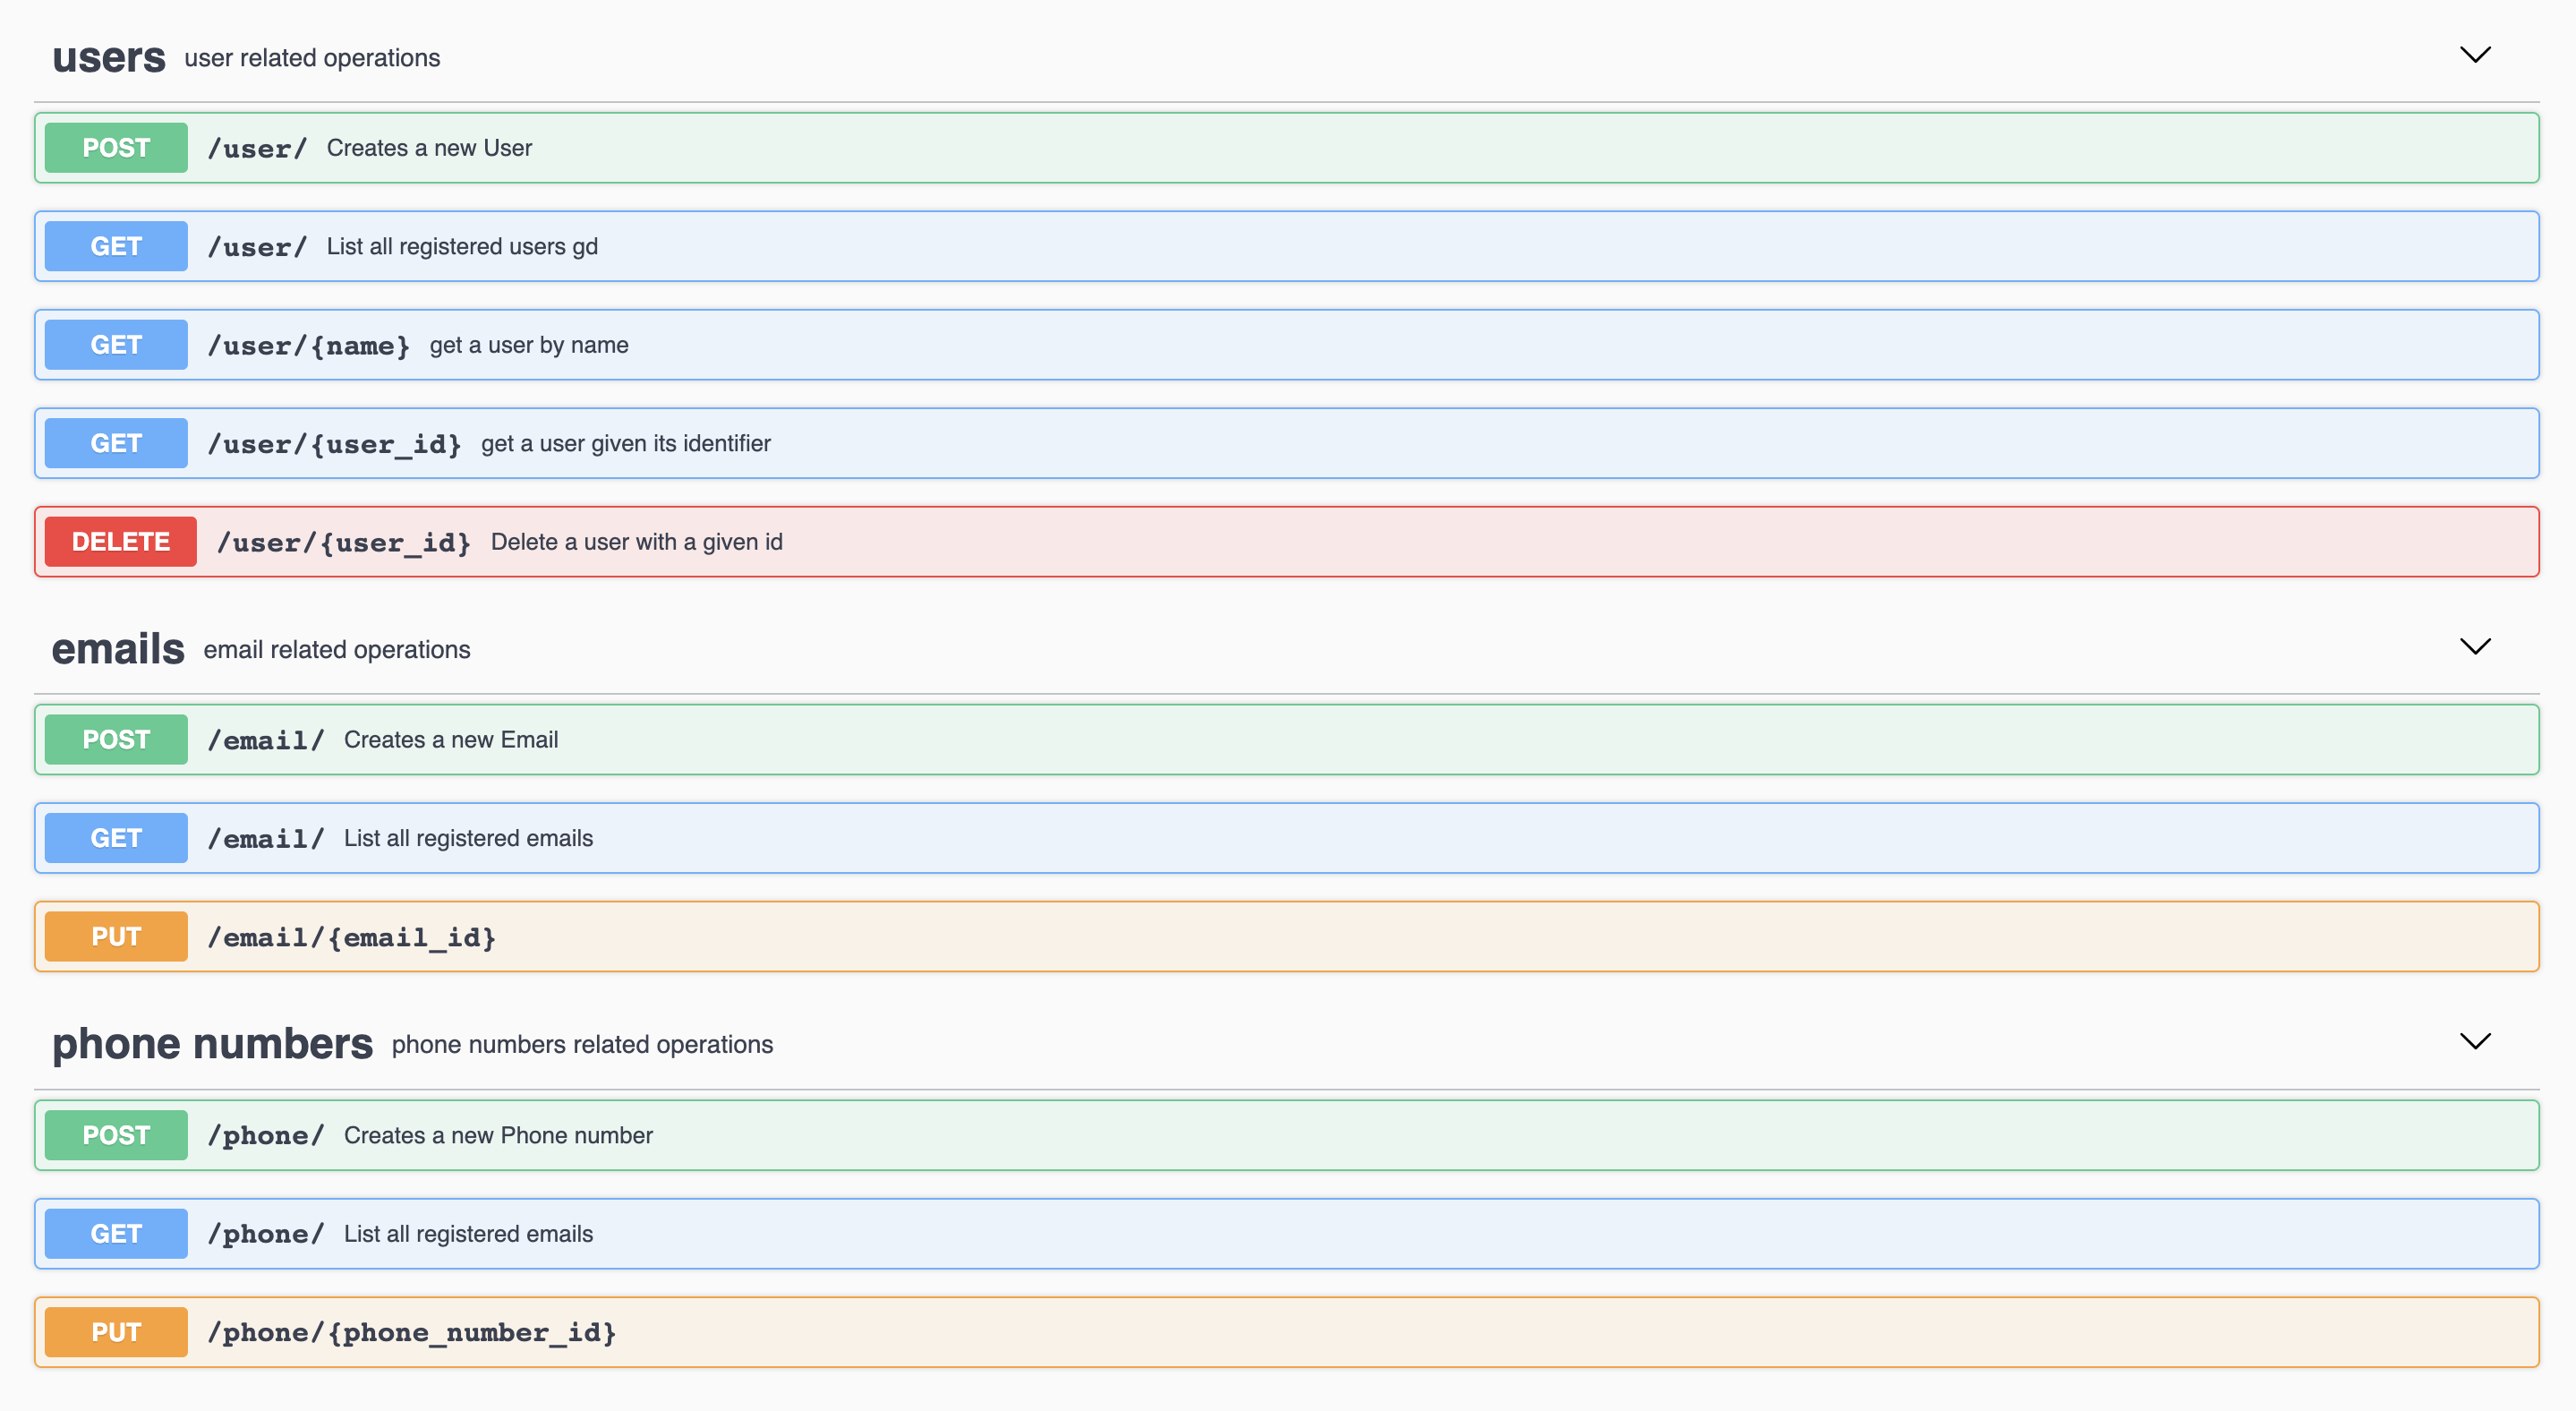 users user related operations
POST /user/ Creates a new User
GET /user/ List all registered users gd
GET /user/{name} get a user by name
GET /user/{user_id} get a user given its identifier
DELETE /user/{user_id} Delete a user with a given id
emails email related operations
POST /email/ Creates a new Email
GET /email/ List all registered emails
PUT /email/{email_id}
phone numbers phone numbers related operations
POST /phone/ Creates a new Phone number
GET /phone/ List all registered emails
PUT /phone/{phone_number_id}